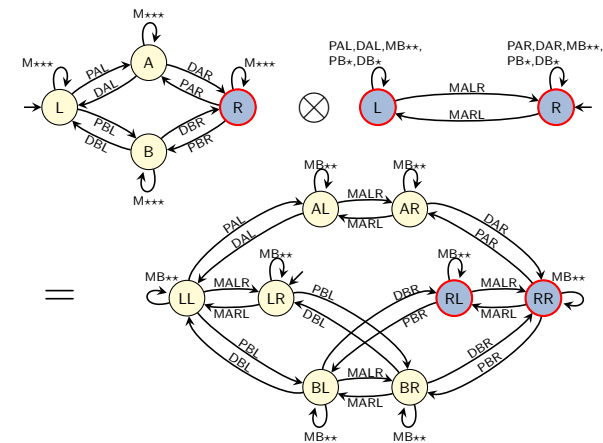 M⋆⋆⋆
A
M⋆⋆⋆
PAL
DAL
DAR
PAR
M⋆⋆⋆
L
R
PBL
DBL
DBR
PBR
B
M⋆⋆⋆
⊗
PAL,DAL,MB⋆⋆,
PB⋆,DB⋆
PAR,DAR,MB⋆⋆,
PB⋆,DB⋆
MALR
L
R
MARL
=
MB⋆⋆
MB⋆⋆
MALR
AL
AR
MARL
PAL
DAL
DAR
PAR
MB⋆⋆
MB⋆⋆
MB⋆⋆
MB⋆⋆
MALR
LL
LR
MARL
PBL
DBL
DBR
PBR
MALR
RL
RR
MARL
PBL
DBL
DBR
PBR
MALR
BL
BR
MARL
MB⋆⋆
MB⋆⋆